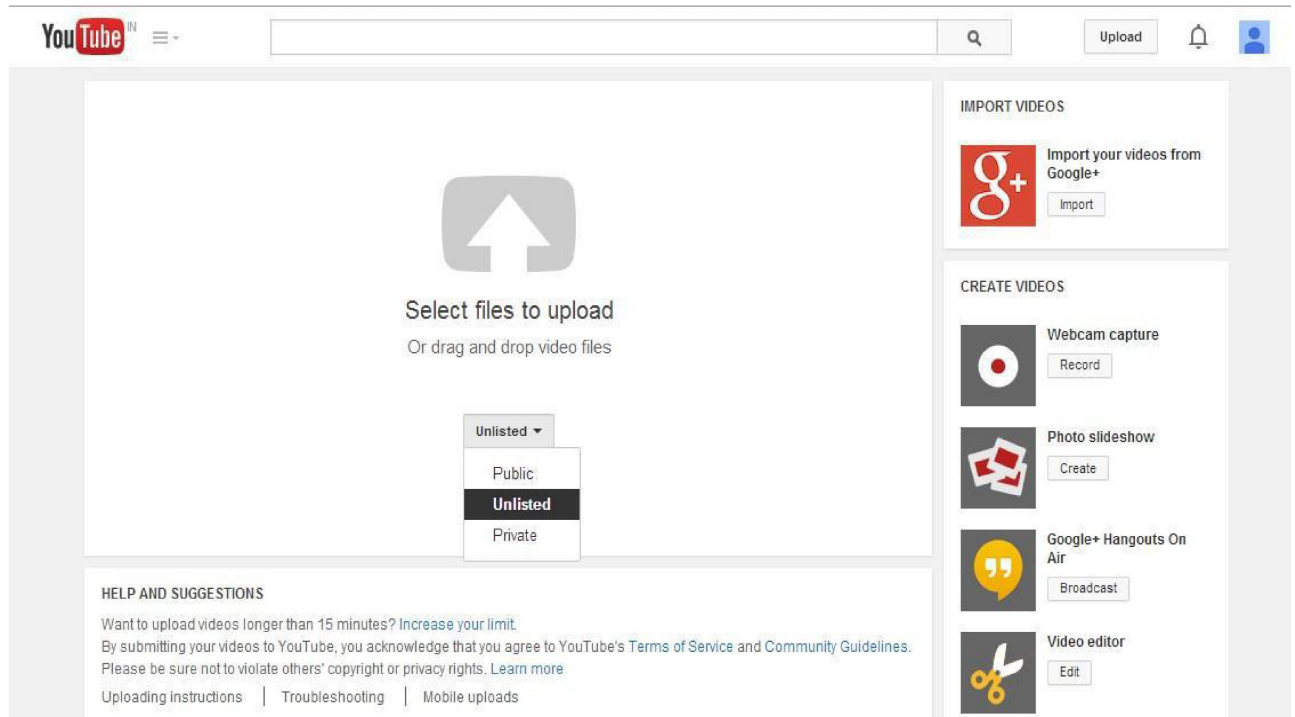 YouTube IN
Upload
Select files to upload
Or drag and drop video files
Unlisted
Public
Unlisted
Private
HELP AND SUGGESTIONS
Want to upload videos longer than 15 minutes? Increase your limit.
By submitting your videos to YouTube, you acknowledge that you agree to YouTube's Terms of Service and Community Guidelines.
Please be sure not to violate others' copyright or privacy rights. Learn more
Uploading instructions | Troubleshooting | Mobile uploads
IMPORT VIDEOS
g+
Import your videos from
Google+
Import
CREATE VIDEOS
Webcam capture
Record
Photo slideshow
Create
Google+ Hangouts On
Air
Broadcast
Video editor
Edit